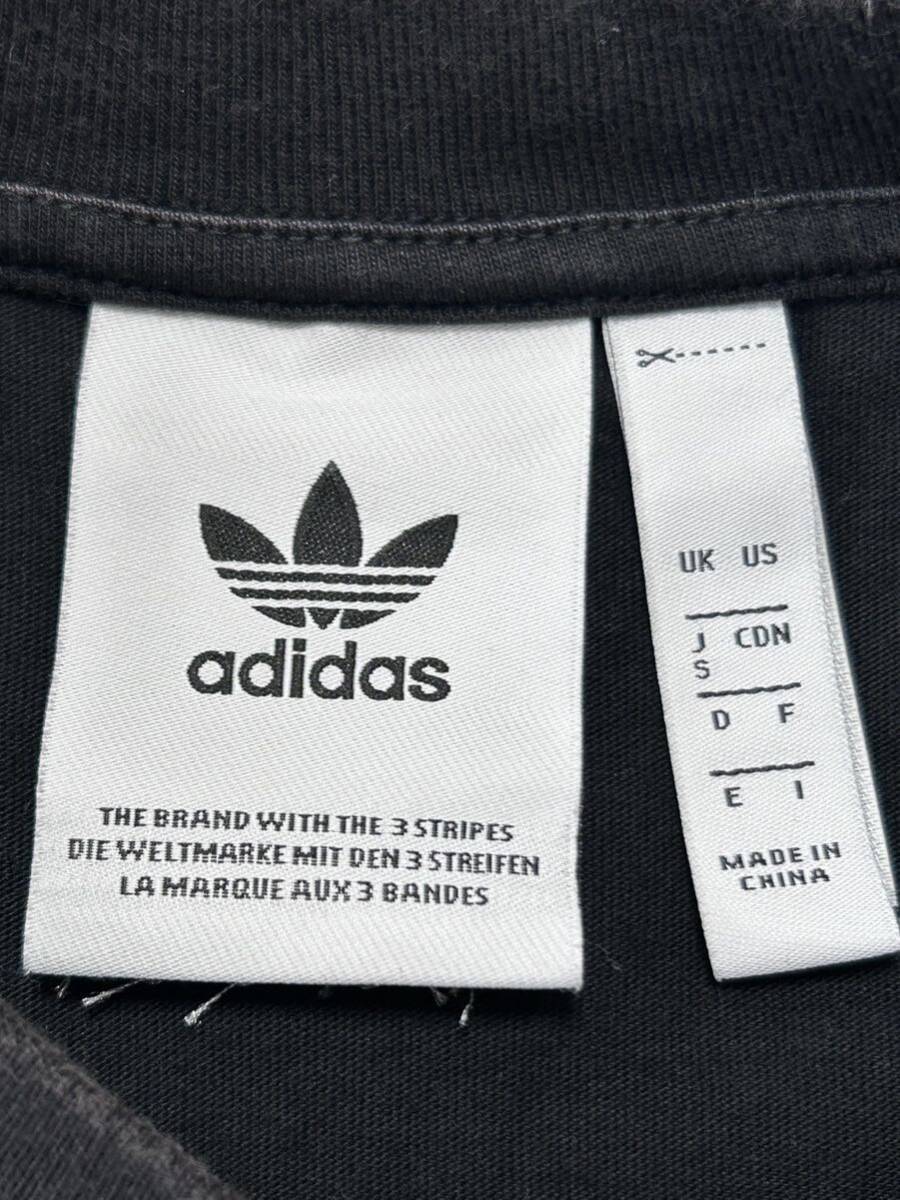 adidas
THE BRAND WITH THE 3 STRIPES
DIE WELTMARKE MIT DEN 3 STREIFEN
LA MARQUE AUX 3 BANDES
UK US
J CDN
S
D F
E I
MADE IN
CHINA